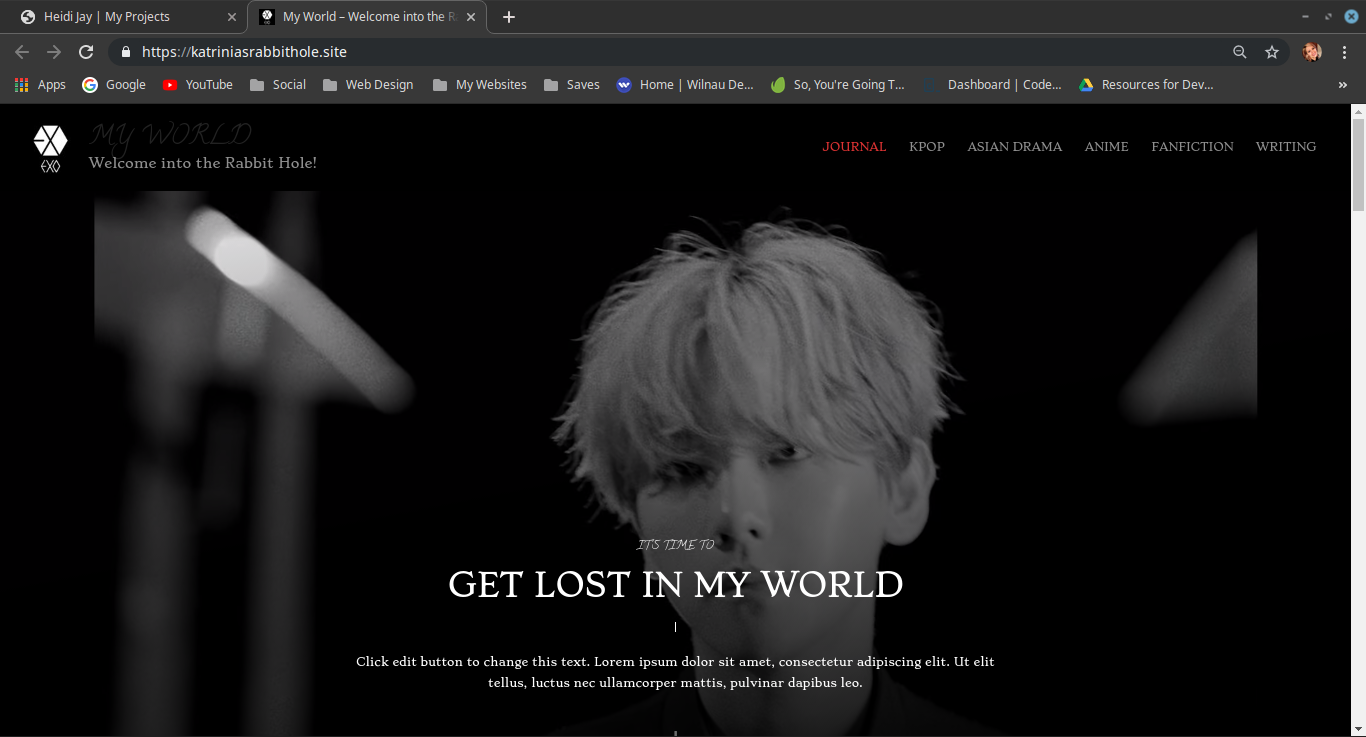 Heidi Jay | My Projects
My World – Welcome into the R
https://katriniasrabbithole.site
Apps Google YouTube Social Web Design My Websites Saves Home | Wilnau De... So, You're Going T... Dashboard | Code... Resources for Dev... »
MY WORLD
Welcome into the Rabbit Hole!
EXO
JOURNAL KPOP ASIAN DRAMA ANIME FANFICTION WRITING
IT'S TIME TO
GET LOST IN MY WORLD
Click edit button to change this text. Lorem ipsum dolor sit amet, consectetur adipiscing elit. Ut elit
tellus, luctus nec ullamcorper mattis, pulvinar dapibus leo.